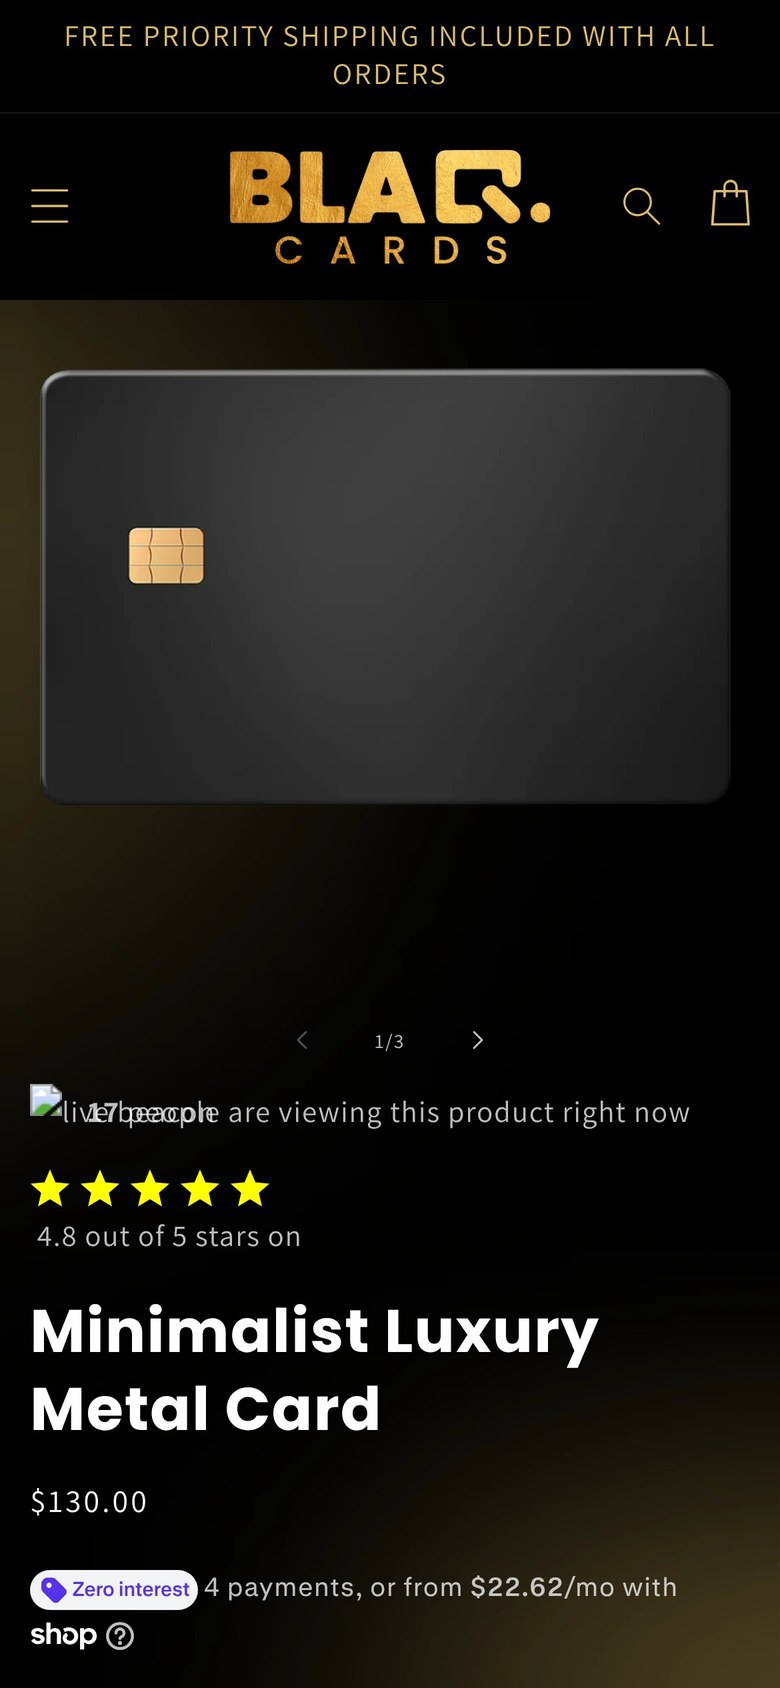 FREE PRIORITY SHIPPING INCLUDED WITH ALL
ORDERS
BLAQ.
CARDS
1/3
17 people are viewing this product right now
4.8 out of 5 stars on
Minimalist Luxury
Metal Card
$130.00
Zero interest 4 payments, or from $22.62/mo with
shop ?